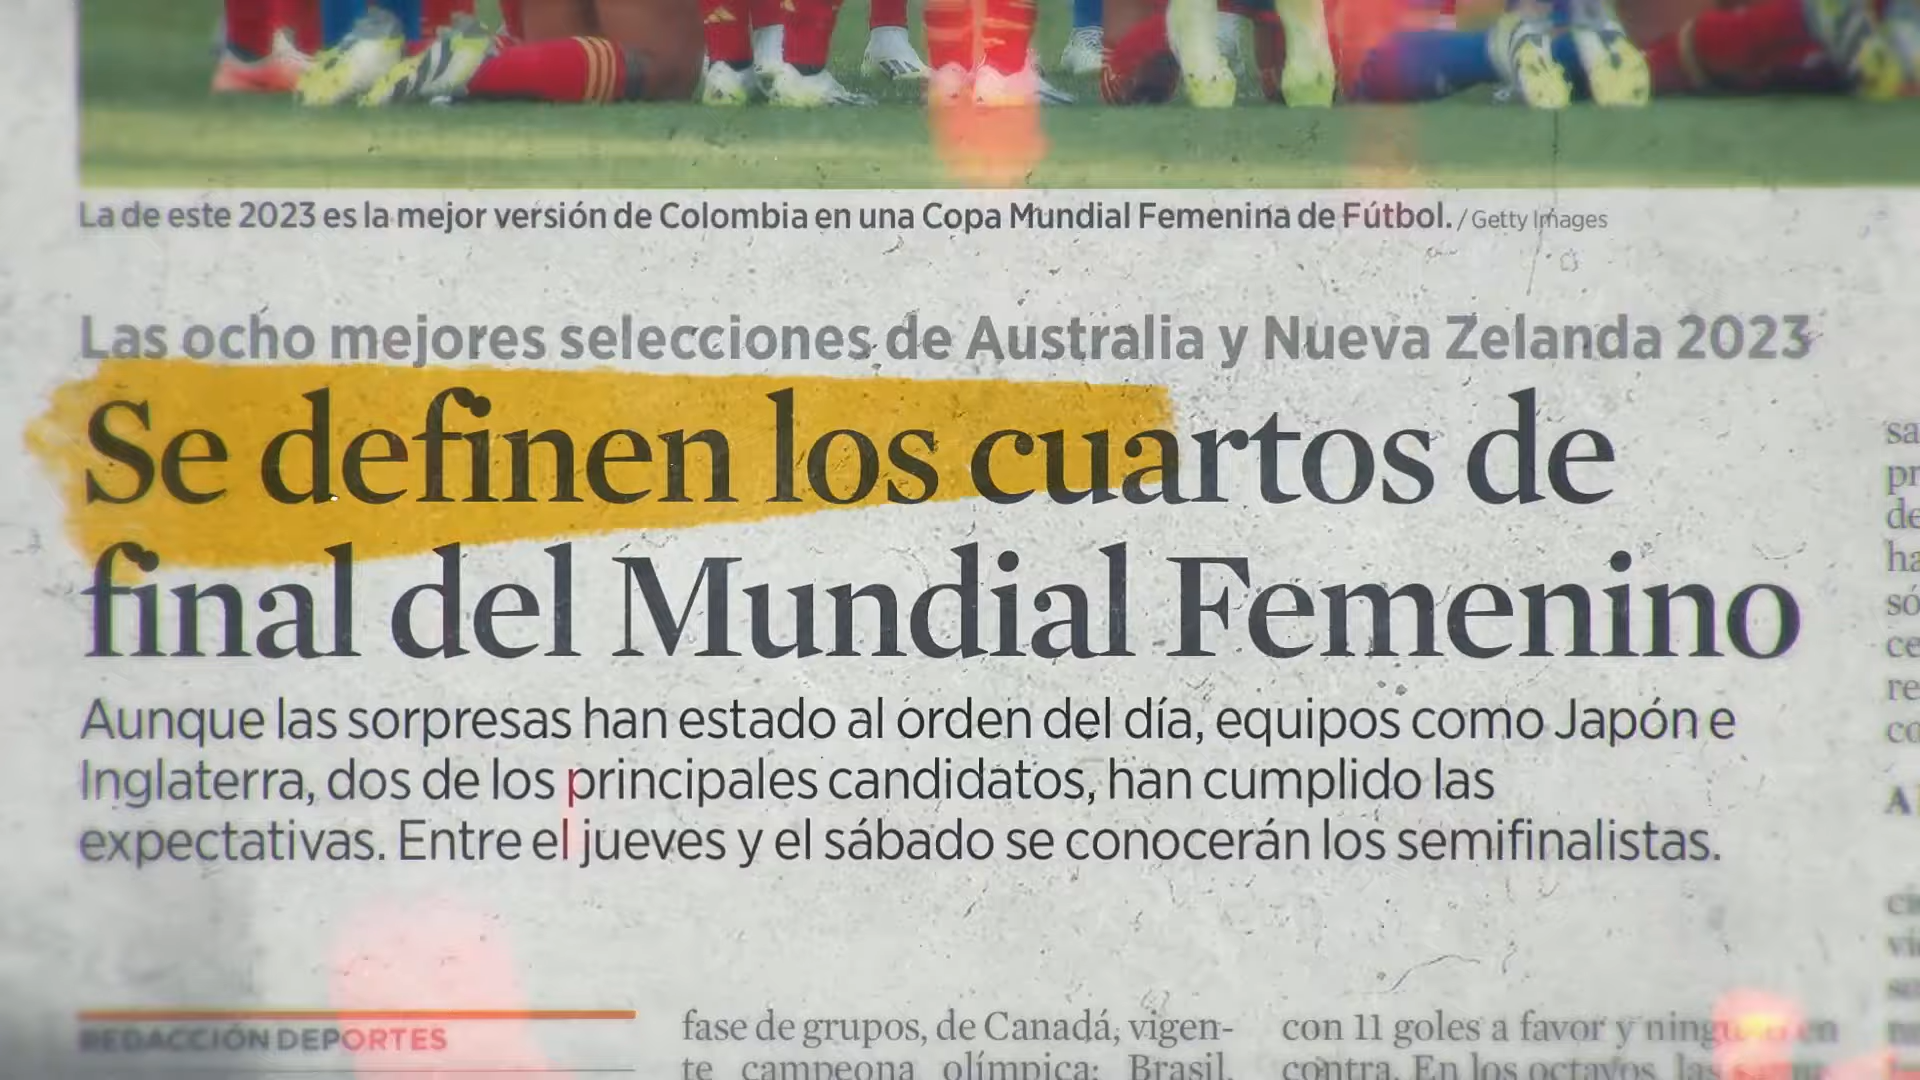 La de este 2023 es la mejor versión de Colombia en una Copa Mundial Femenina de Fútbol. / Getty Images
Las ocho mejores selecciones de Australia y Nueva Zelanda 2023
Se definen los cuartos de
final del Mundial Femenino
Aunque las sorpresas han estado al orden del día, equipos como Japón e
Inglaterra, dos de los principales candidatos, han cumplido las
expectativas. Entre el jueves y el sábado se conocerán los semifinalistas.
REDACCIÓN DEPORTES
fase de grupos, de Canadá, vigen-
te campeona olímpica; Brasil,
con 11 goles a favor y ninguno en
contra. En los octavos, las